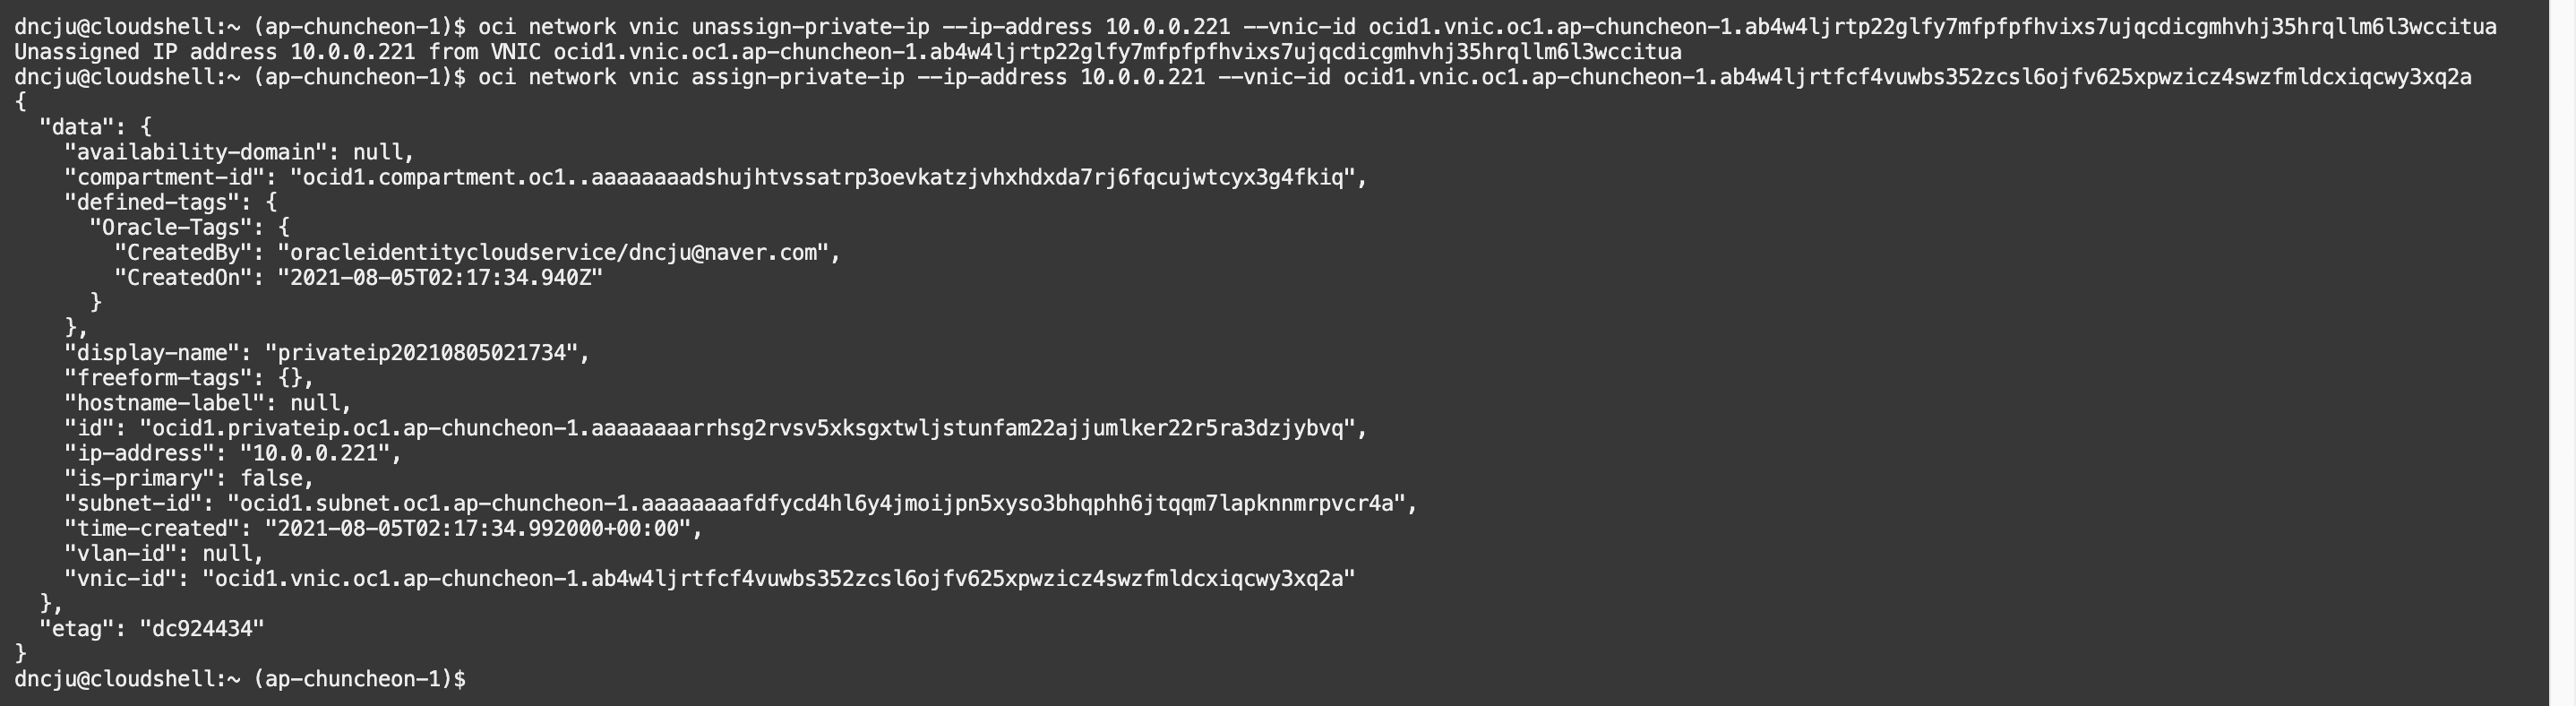 dncju@cloudshell:~ (ap-chuncheon-1)$ oci network vnic unassign-private-ip --ip-address 10.0.0.221 --vnic-id ocid1.vnic.oc1.ap-chuncheon-1.ab4w4ljrtp22glfy7mfpfpfhvixs7ujqcdicgmhvhj35hrqllm6l3wccitua
Unassigned IP address 10.0.0.221 from VNIC ocid1.vnic.oc1.ap-chuncheon-1.ab4w4ljrtp22glfy7mfpfpfhvixs7ujqcdicgmhvhj35hrqllm6l3wccitua
dncju@cloudshell:~ (ap-chuncheon-1)$ oci network vnic assign-private-ip --ip-address 10.0.0.221 --vnic-id ocid1.vnic.oc1.ap-chuncheon-1.ab4w4ljrtfcf4vuwbs352zcsl6ojfv625xpwzicz4swzfmldcxiqcwy3xq2a
{
  "data": {
    "availability-domain": null,
    "compartment-id": "ocid1.compartment.oc1..aaaaaaaadshujhtvssatrp3oevkatzjvhxhdxda7rj6fqcujwtcyx3g4fkiq",
    "defined-tags": {
      "Oracle-Tags": {
        "CreatedBy": "oracleidentitycloudservice/dncju@naver.com",
        "CreatedOn": "2021-08-05T02:17:34.940Z"
      }
    },
    "display-name": "privateip20210805021734",
    "freeform-tags": {},
    "hostname-label": null,
    "id": "ocid1.privateip.oc1.ap-chuncheon-1.aaaaaaaarrhsg2rvsv5xksgxtwljstunfam22ajjumlker22r5ra3dzjybvq",
    "ip-address": "10.0.0.221",
    "is-primary": false,
    "subnet-id": "ocid1.subnet.oc1.ap-chuncheon-1.aaaaaaaafdfycd4hl6y4jmoijpn5xyso3bhqphh6jtqqm7lapknnmrpvcr4a",
    "time-created": "2021-08-05T02:17:34.992000+00:00",
    "vlan-id": null,
    "vnic-id": "ocid1.vnic.oc1.ap-chuncheon-1.ab4w4ljrtfcf4vuwbs352zcsl6ojfv625xpwzicz4swzfmldcxiqcwy3xq2a"
  },
  "etag": "dc924434"
}
dncju@cloudshell:~ (ap-chuncheon-1)$